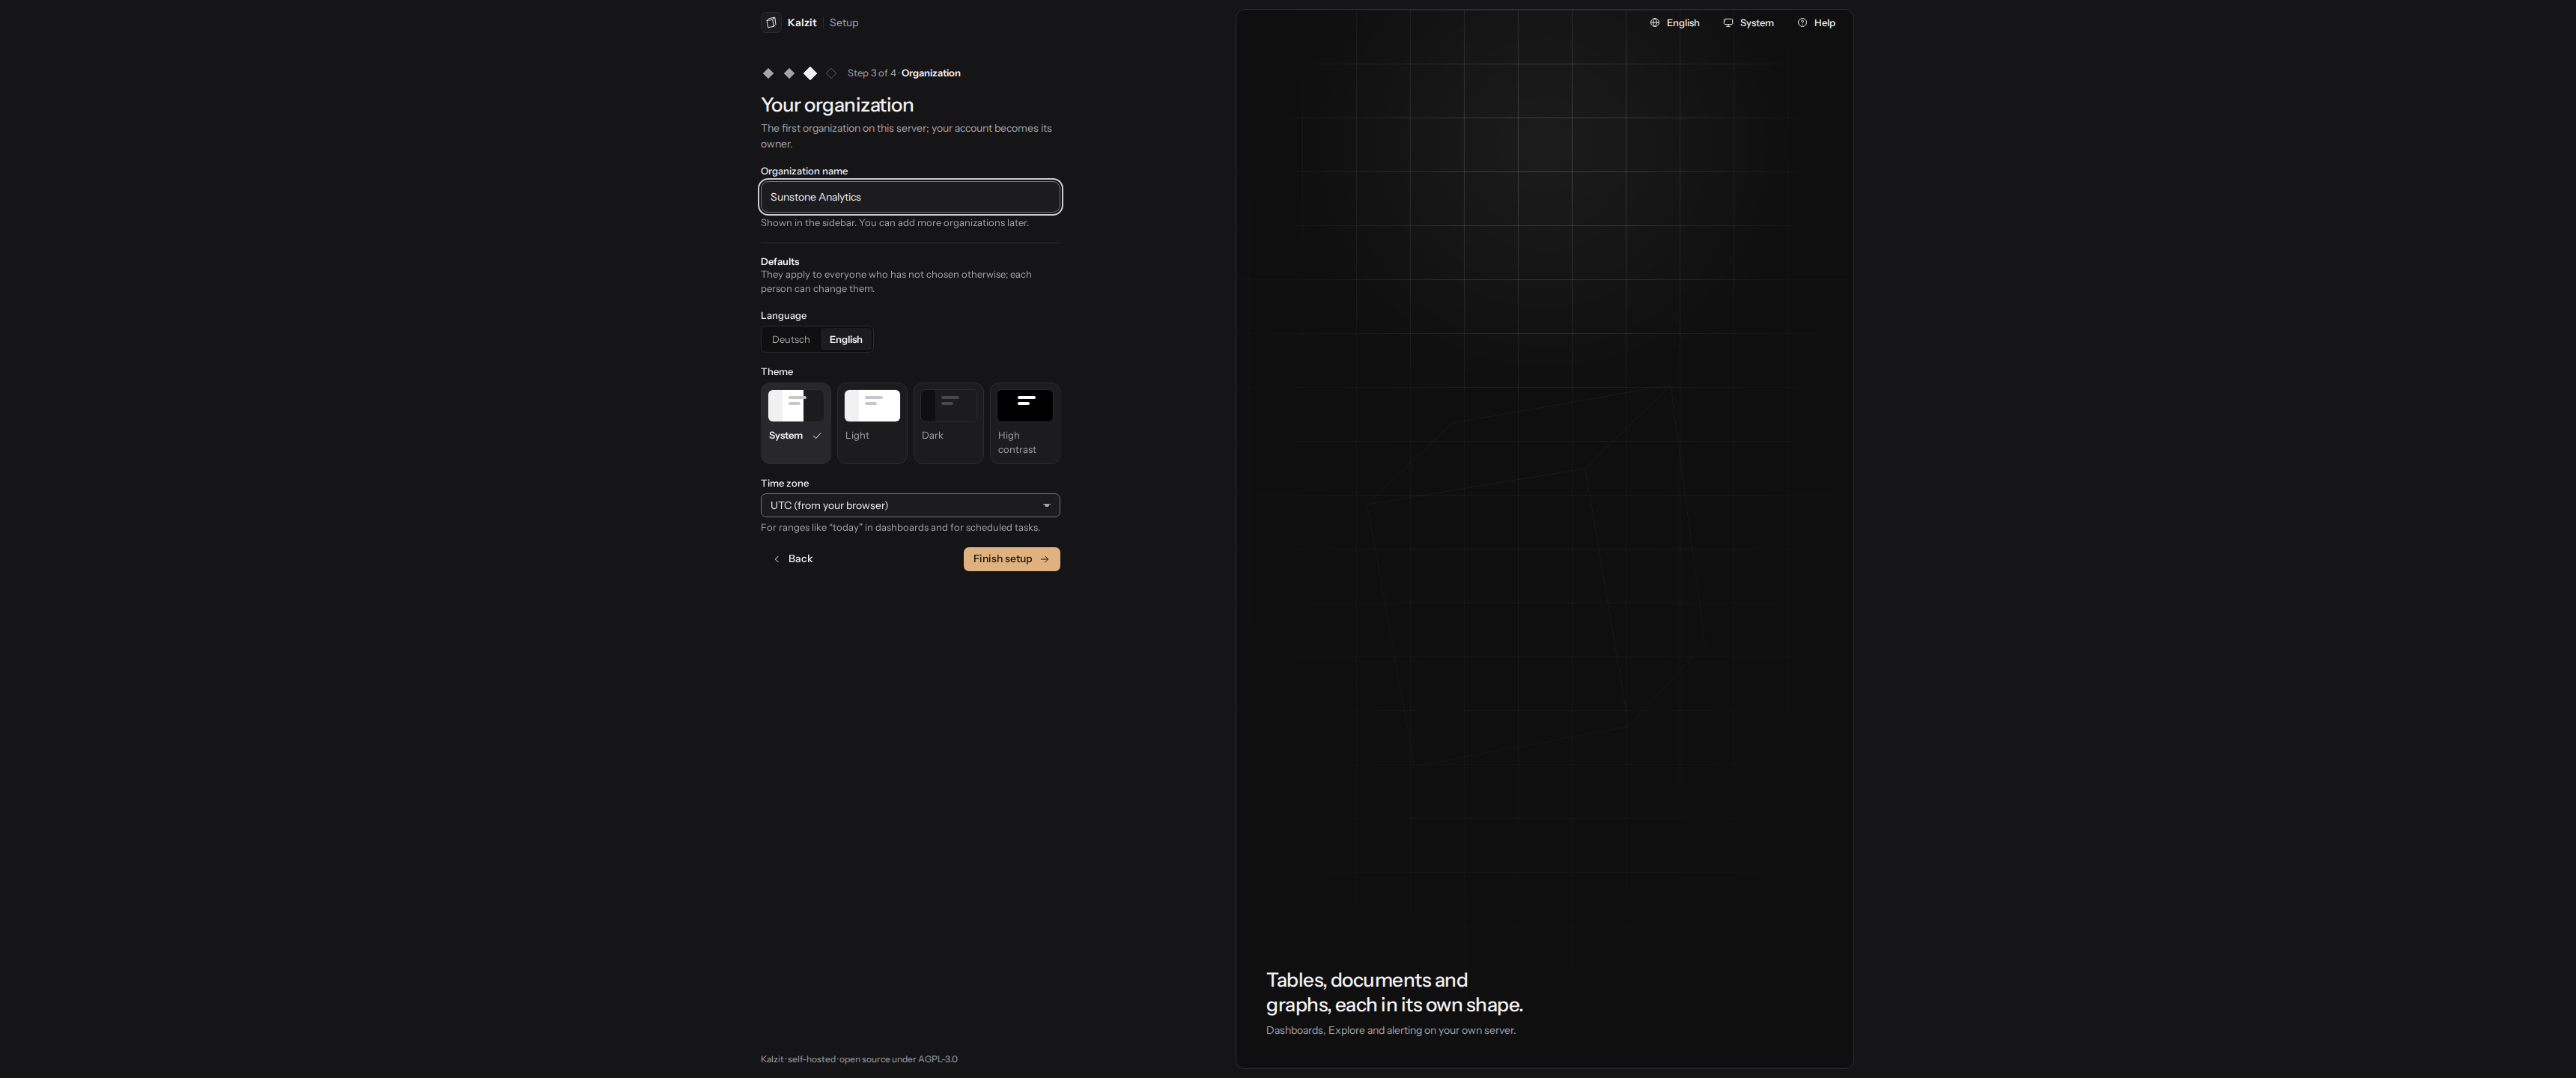 Kalzit Setup
English System Help
Step 3 of 4 · Organization
Your organization
The first organization on this server; your account becomes its
owner.
Organization name
Sunstone Analytics
Shown in the sidebar. You can add more organizations later.
Defaults
They apply to everyone who has not chosen otherwise; each
person can change them.
Language
Deutsch English
Theme
System Light Dark High
contrast
Time zone
UTC (from your browser)
For ranges like “today” in dashboards and for scheduled tasks.
Back Finish setup
Tables, documents and
graphs, each in its own shape.
Dashboards, Explore and alerting on your own server.
Kalzit · self-hosted · open source under AGPL-3.0